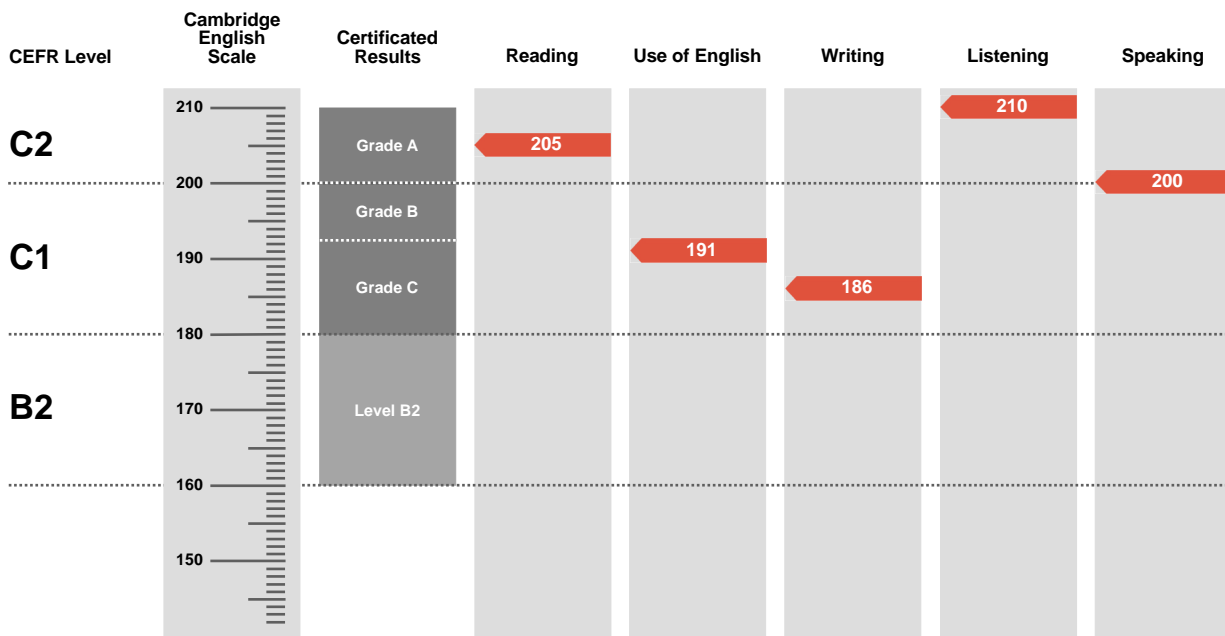 CEFR Level
Cambridge
English
Scale
Certificated
Results
Reading
Use of English
Writing
Listening
Speaking
210
210
C2
Grade A
205
200
200
Grade B
C1
191
190
Grade C
186
180
B2
170
Level B2
160
150